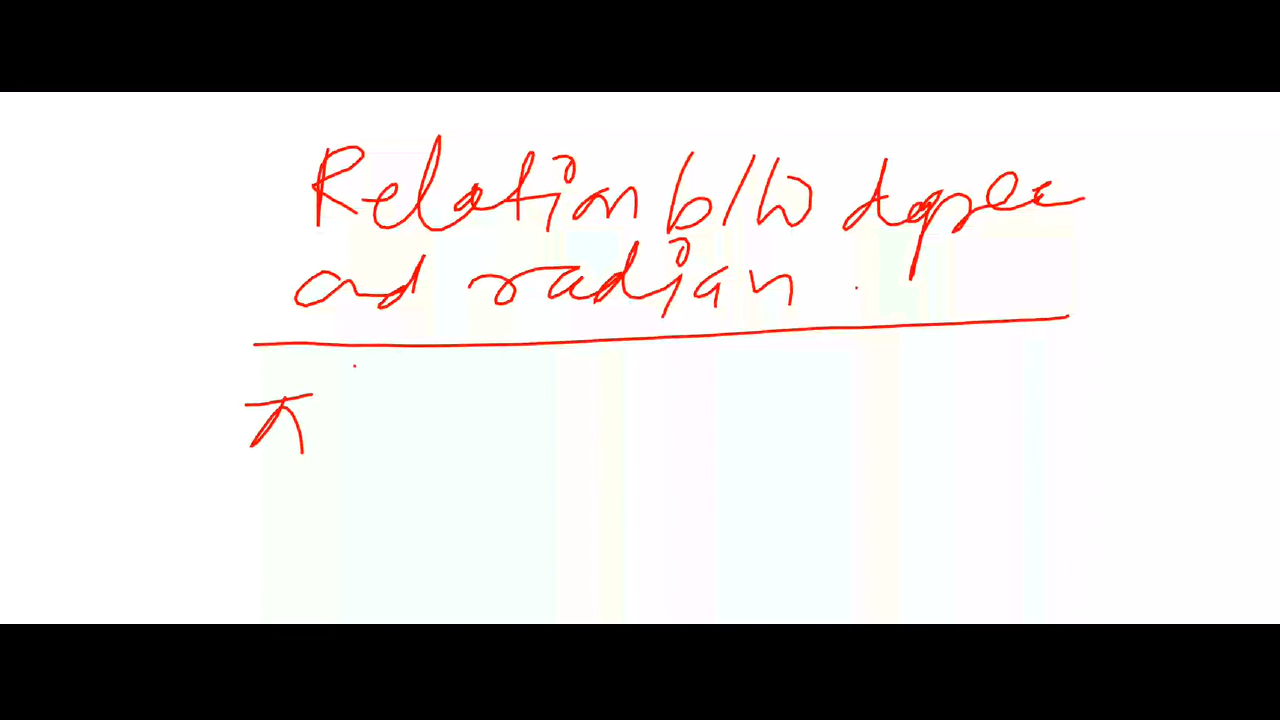 Relation b/w degree
and radian.
π